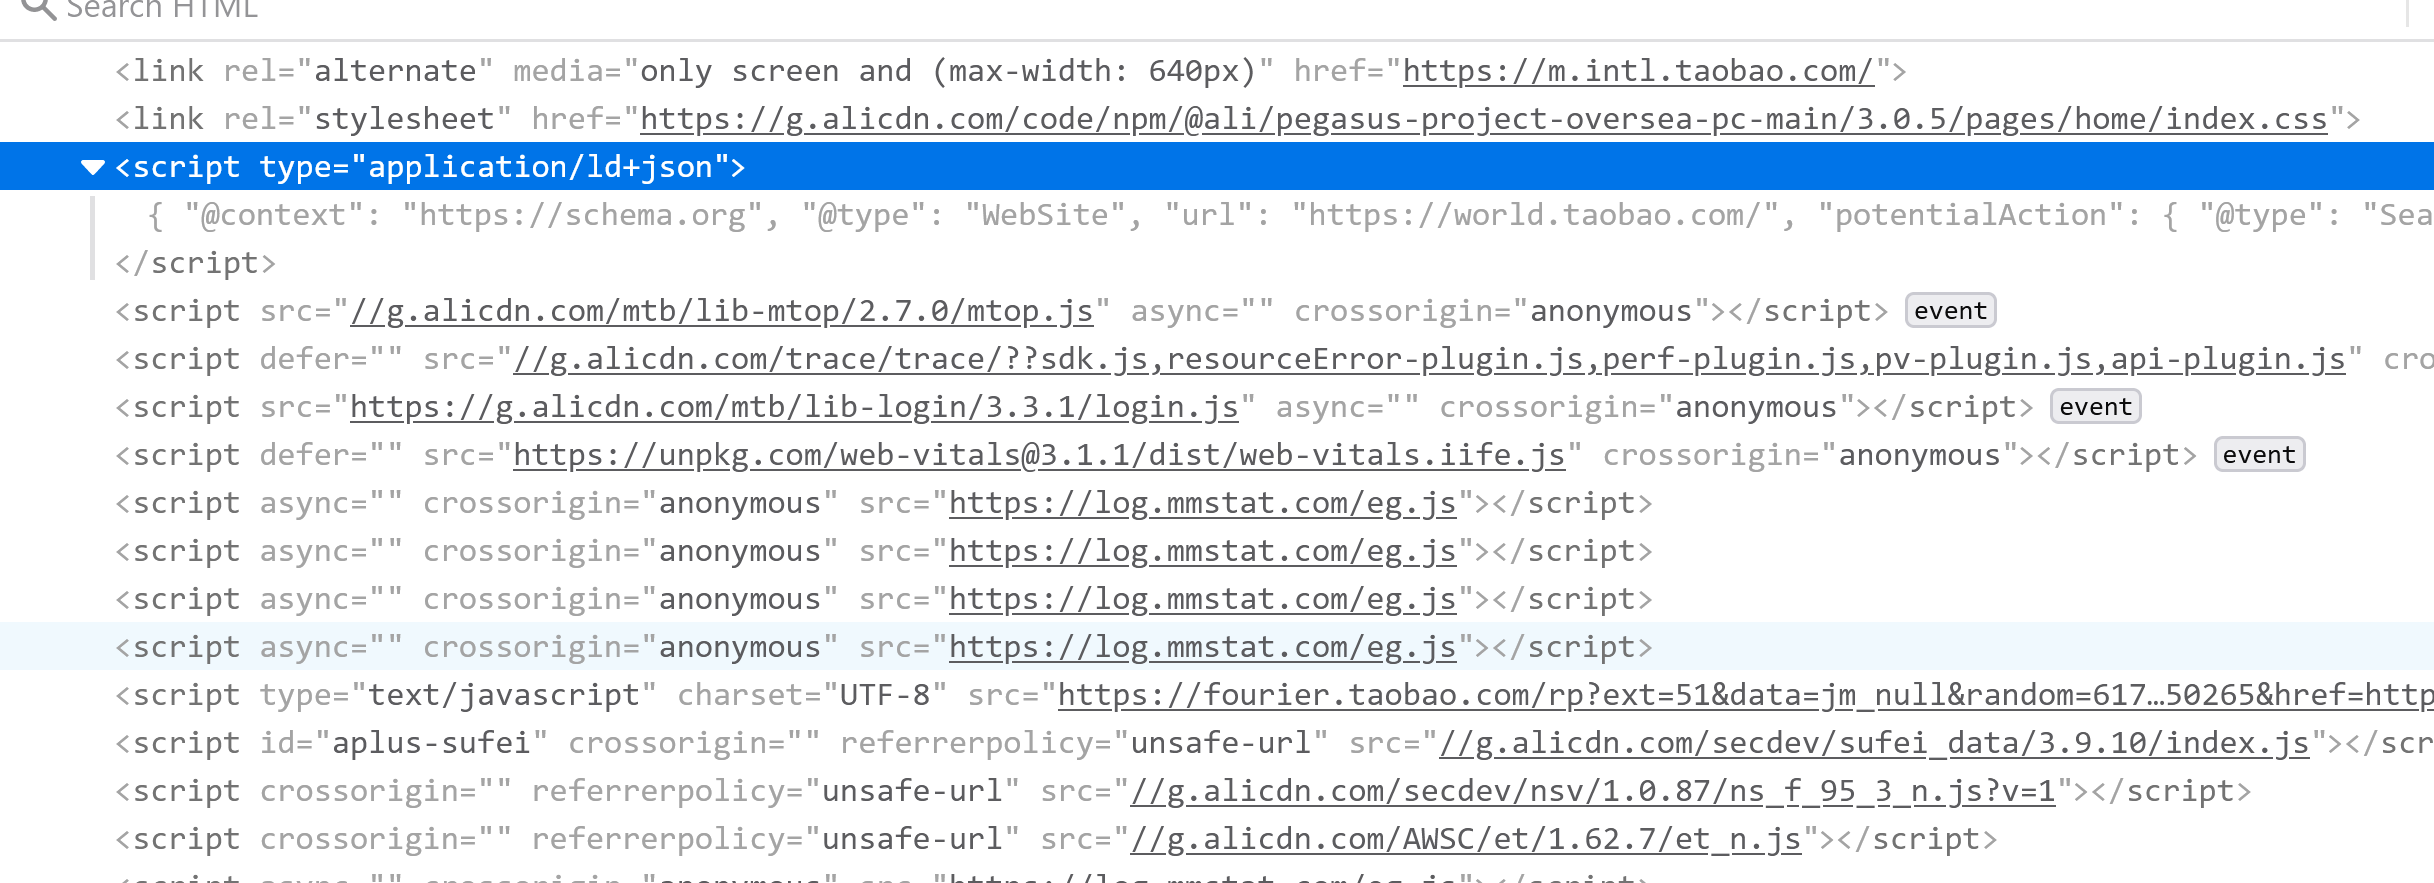 Search HTML
<link rel="alternate" media="only screen and (max-width: 640px)" href="https://m.intl.taobao.com/">
<link rel="stylesheet" href="https://g.alicdn.com/code/npm/@ali/pegasus-project-oversea-pc-main/3.0.5/pages/home/index.css">
<script type="application/ld+json">
{ "@context": "https://schema.org", "@type": "WebSite", "url": "https://world.taobao.com/", "potentialAction": { "@type": "Sea
</script>
<script src="//g.alicdn.com/mtb/lib-mtop/2.7.0/mtop.js" async="" crossorigin="anonymous"></script> event
<script defer="" src="//g.alicdn.com/trace/trace/??sdk.js,resourceError-plugin.js,perf-plugin.js,pv-plugin.js,api-plugin.js" cro
<script src="https://g.alicdn.com/mtb/lib-login/3.3.1/login.js" async="" crossorigin="anonymous"></script> event
<script defer="" src="https://unpkg.com/web-vitals@3.1.1/dist/web-vitals.iife.js" crossorigin="anonymous"></script> event
<script async="" crossorigin="anonymous" src="https://log.mmstat.com/eg.js"></script>
<script async="" crossorigin="anonymous" src="https://log.mmstat.com/eg.js"></script>
<script async="" crossorigin="anonymous" src="https://log.mmstat.com/eg.js"></script>
<script async="" crossorigin="anonymous" src="https://log.mmstat.com/eg.js"></script>
<script type="text/javascript" charset="UTF-8" src="https://fourier.taobao.com/rp?ext=51&data=jm_null&random=617…50265&href=http
<script id="aplus-sufei" crossorigin="" referrerpolicy="unsafe-url" src="//g.alicdn.com/secdev/sufei_data/3.9.10/index.js"></scr
<script crossorigin="" referrerpolicy="unsafe-url" src="//g.alicdn.com/secdev/nsv/1.0.87/ns_f_95_3_n.js?v=1"></script>
<script crossorigin="" referrerpolicy="unsafe-url" src="//g.alicdn.com/AWSC/et/1.62.7/et_n.js"></script>
<script async="" crossorigin="anonymous" src="https://log.mmstat.com/eg.js"></script>